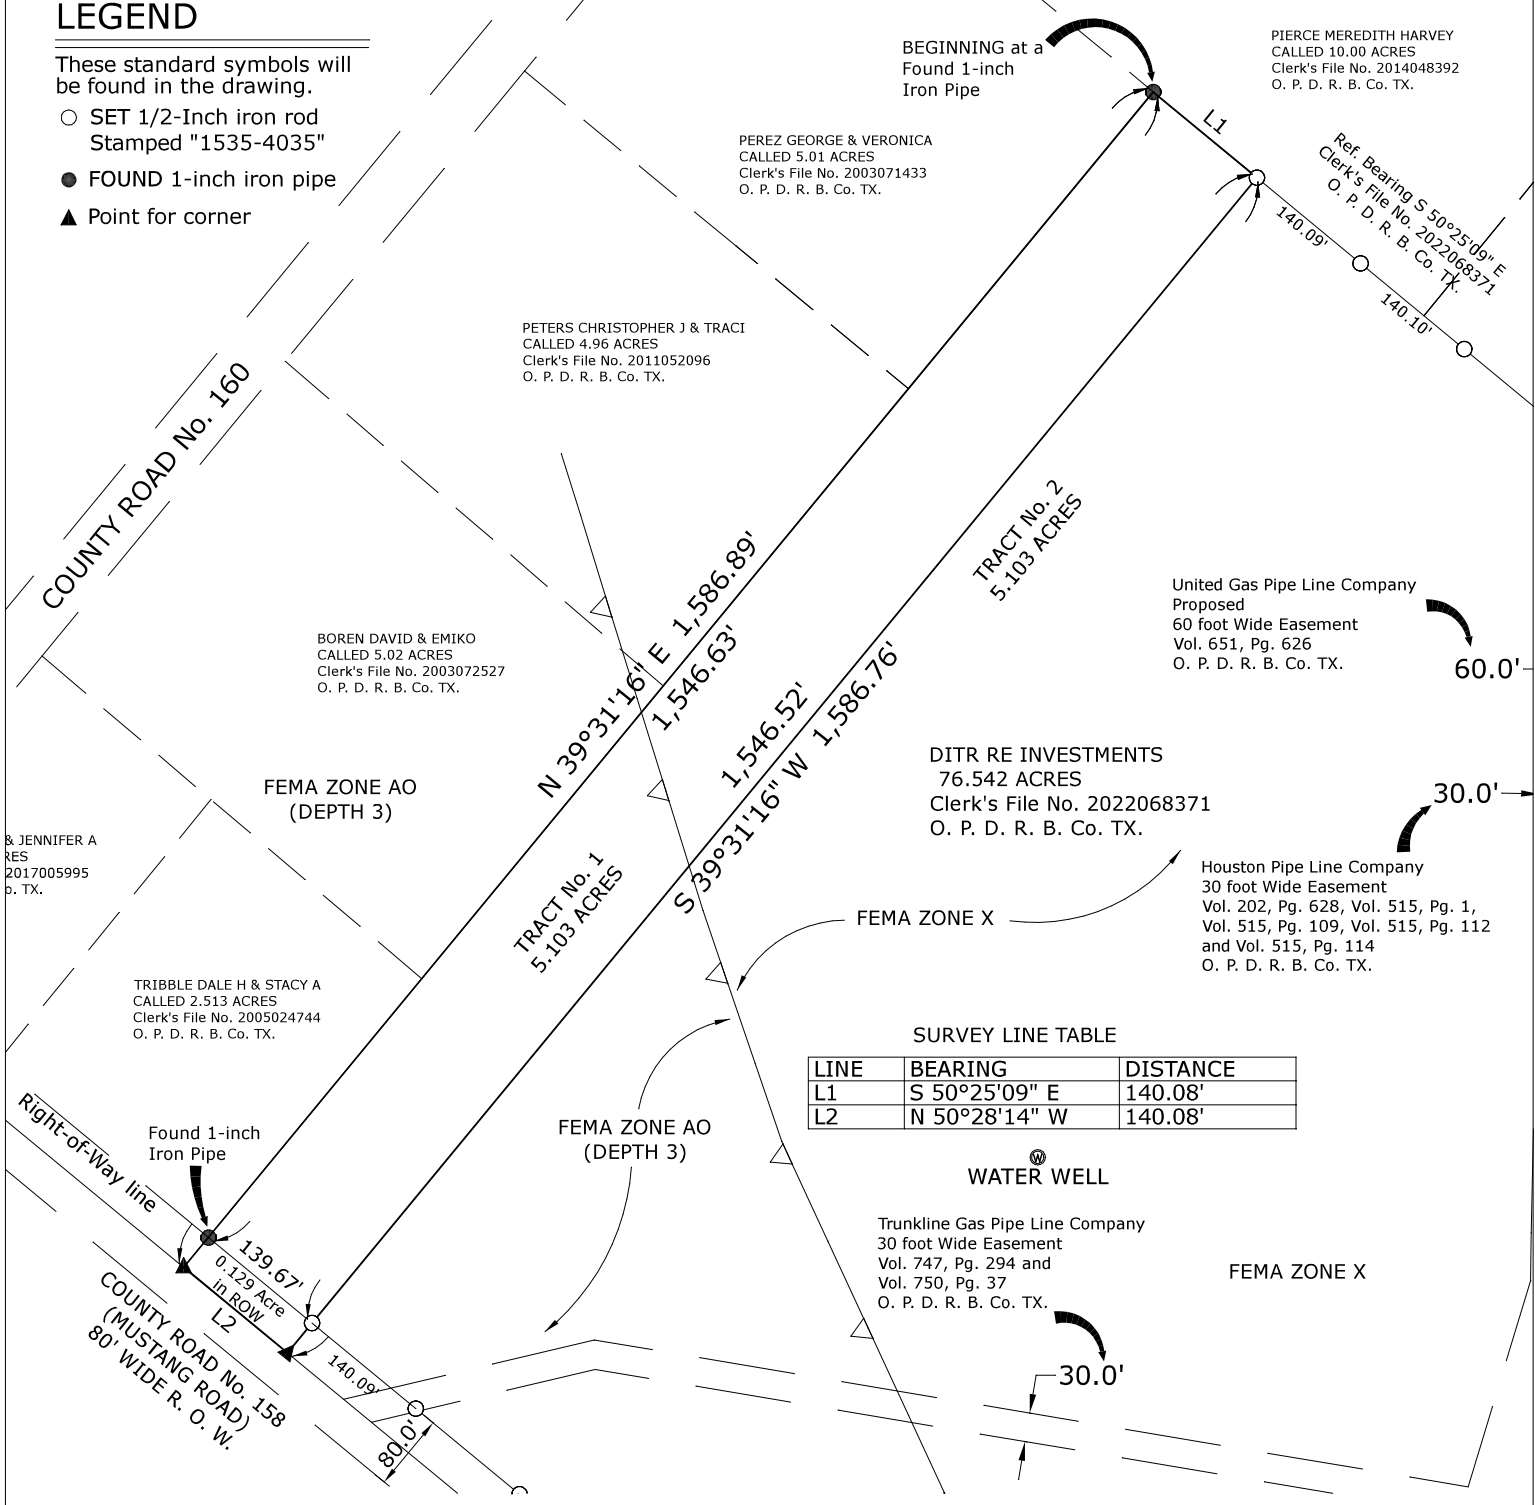 LEGEND
These standard symbols will
be found in the drawing.
SET 1/2-Inch iron rod
Stamped "1535-4035"
FOUND 1-inch iron pipe
Point for corner
BEGINNING at a
Found 1-inch
Iron Pipe
PIERCE MEREDITH HARVEY
CALLED 10.00 ACRES
Clerk's File No. 2014048392
O. P. D. R. B. Co. TX.
L1
PEREZ GEORGE & VERONICA
CALLED 5.01 ACRES
Clerk's File No. 2003071433
O. P. D. R. B. Co. TX.
Ref. Bearing S 50°25'09" E
Clerk's File No. 2022068371
O. P. D. R. B. Co. TX.
140.09'
140.10'
PETERS CHRISTOPHER J & TRACI
CALLED 4.96 ACRES
Clerk's File No. 2011052096
O. P. D. R. B. Co. TX.
COUNTY ROAD No. 160
TRACT No. 2
5.103 ACRES
N 39°31'16" E 1,586.89'
1,546.63'
1,546.52'
S 39°31'16" W 1,586.76'
United Gas Pipe Line Company
Proposed
60 foot Wide Easement
Vol. 651, Pg. 626
O. P. D. R. B. Co. TX.
60.0'
BOREN DAVID & EMIKO
CALLED 5.02 ACRES
Clerk's File No. 2003072527
O. P. D. R. B. Co. TX.
DITR RE INVESTMENTS
76.542 ACRES
Clerk's File No. 2022068371
O. P. D. R. B. Co. TX.
30.0'
FEMA ZONE AO
(DEPTH 3)
& JENNIFER A
RES
2017005995
o. TX.
TRACT No. 1
5.103 ACRES
Houston Pipe Line Company
30 foot Wide Easement
Vol. 202, Pg. 628, Vol. 515, Pg. 1,
Vol. 515, Pg. 109, Vol. 515, Pg. 112
and Vol. 515, Pg. 114
O. P. D. R. B. Co. TX.
FEMA ZONE X
TRIBBLE DALE H & STACY A
CALLED 2.513 ACRES
Clerk's File No. 2005024744
O. P. D. R. B. Co. TX.
SURVEY LINE TABLE
LINE BEARING DISTANCE
L1 S 50°25'09" E 140.08'
L2 N 50°28'14" W 140.08'
Right-of-Way line
Found 1-inch
Iron Pipe
FEMA ZONE AO
(DEPTH 3)
W
WATER WELL
139.67'
0.129 Acre
in ROW
L2
Trunkline Gas Pipe Line Company
30 foot Wide Easement
Vol. 747, Pg. 294 and
Vol. 750, Pg. 37
O. P. D. R. B. Co. TX.
FEMA ZONE X
COUNTY ROAD No. 158
(MUSTANG ROAD)
80' WIDE R. O. W.
140.09'
80.0'
30.0'